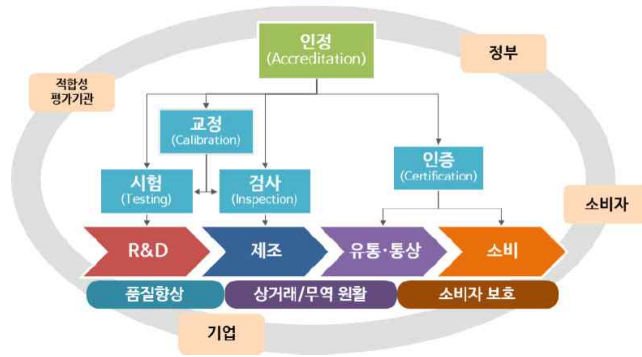 인정
(Accreditation)
정부
적합성
평가기관
교정
(Calibration)
인증
(Certification)
시험
(Testing)
검사
(Inspection)
소비자
R&D
제조
유통·통상
소비
품질향상
상거래/무역 원활
소비자 보호
기업